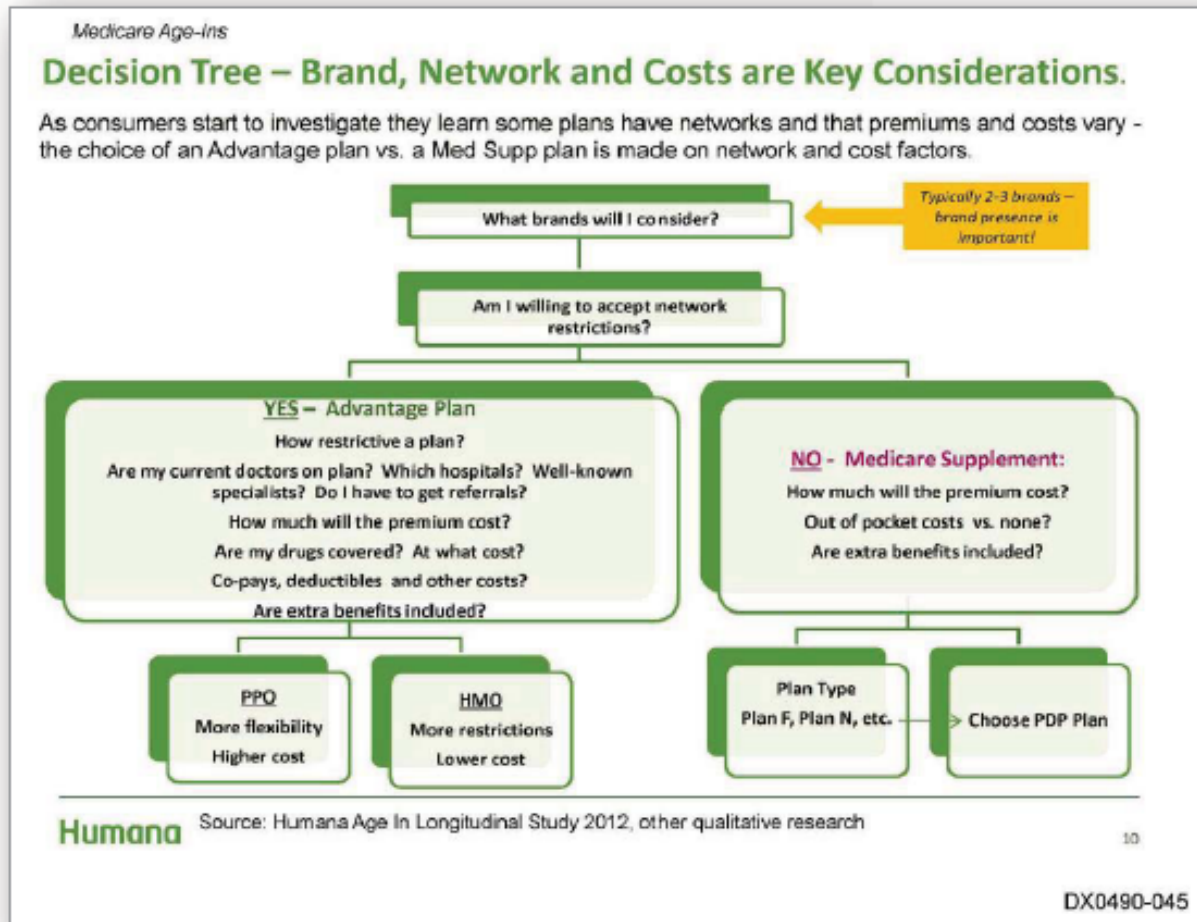 Medicare Age-Ins
Decision Tree – Brand, Network and Costs are Key Considerations.
As consumers start to investigate they learn some plans have networks and that premiums and costs vary -
the choice of an Advantage plan vs. a Med Supp plan is made on network and cost factors.
What brands will I consider?
Typically 2-3 brands –
brand presence is
important!
Am I willing to accept network
restrictions?
YES – Advantage Plan
How restrictive a plan?
Are my current doctors on plan? Which hospitals? Well-known
specialists? Do I have to get referrals?
How much will the premium cost?
Are my drugs covered? At what cost?
Co-pays, deductibles and other costs?
Are extra benefits included?
NO - Medicare Supplement:
How much will the premium cost?
Out of pocket costs vs. none?
Are extra benefits included?
PPO
More flexibility
Higher cost
HMO
More restrictions
Lower cost
Plan Type
Plan F, Plan N, etc.
Choose PDP Plan
Humana
Source: Humana Age In Longitudinal Study 2012, other qualitative research
10
DX0490-045